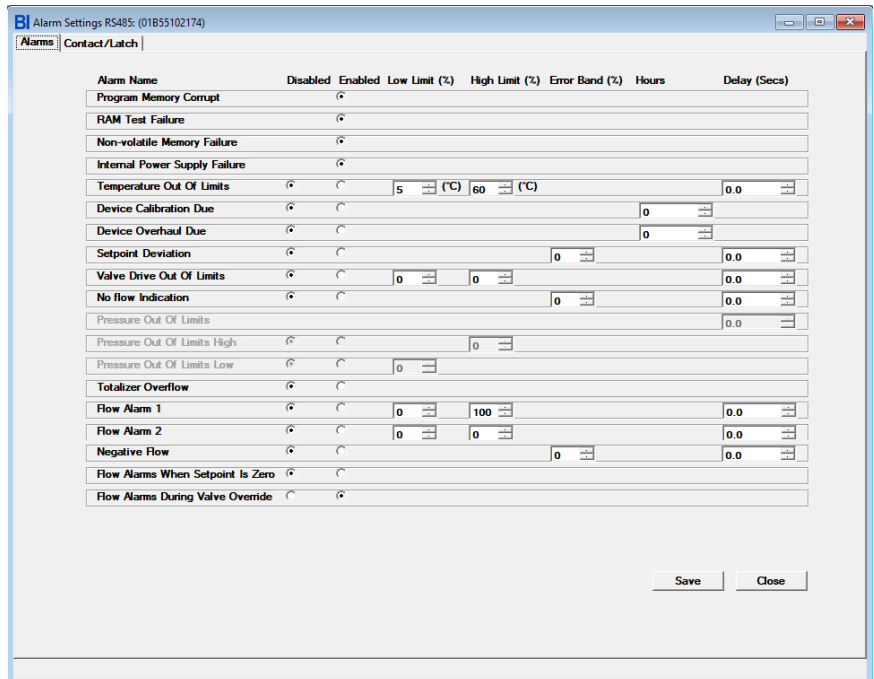 BI Alarm Settings RS485: (01B55102174)
Alarms Contact/Latch
Alarm Name Disabled Enabled Low Limit (%) High Limit (%) Error Band (%) Hours Delay (Secs)
Program Memory Corrupt
RAM Test Failure
Non-volatile Memory Failure
Internal Power Supply Failure
Temperature Out Of Limits 5 (°C) 60 (°C) 0.0
Device Calibration Due 0
Device Overhaul Due 0
Setpoint Deviation 0 0.0
Valve Drive Out Of Limits 0 0 0.0
No flow Indication 0 0.0
Pressure Out Of Limits 0.0
Pressure Out Of Limits High 0
Pressure Out Of Limits Low 0
Totalizer Overflow
Flow Alarm 1 0 100 0.0
Flow Alarm 2 0 0 0.0
Negative Flow 0 0.0
Flow Alarms When Setpoint Is Zero
Flow Alarms During Valve Override
Save Close